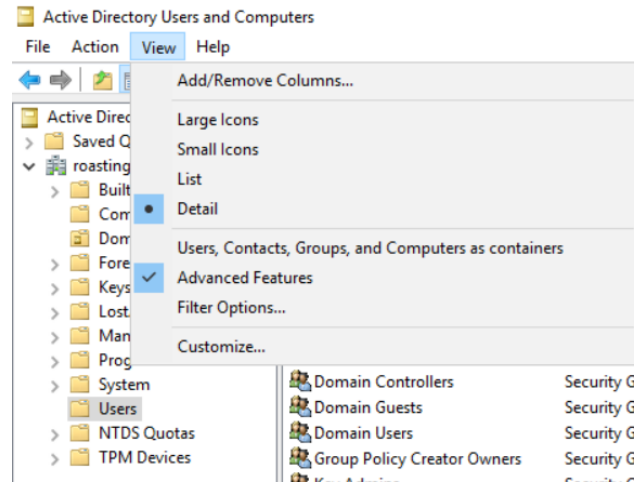 Active Directory Users and Computers
File Action View Help
Add/Remove Columns...
Active Direc
Large Icons
Saved Q
Small Icons
roasting
List
Built
Detail
Com
Dom
Users, Contacts, Groups, and Computers as containers
Fore
Advanced Features
Keys
Filter Options...
Lost
Man
Customize...
Prog
System
Domain Controllers Security G
Users
Domain Guests Security G
NTDS Quotas
Domain Users Security G
TPM Devices
Group Policy Creator Owners Security G